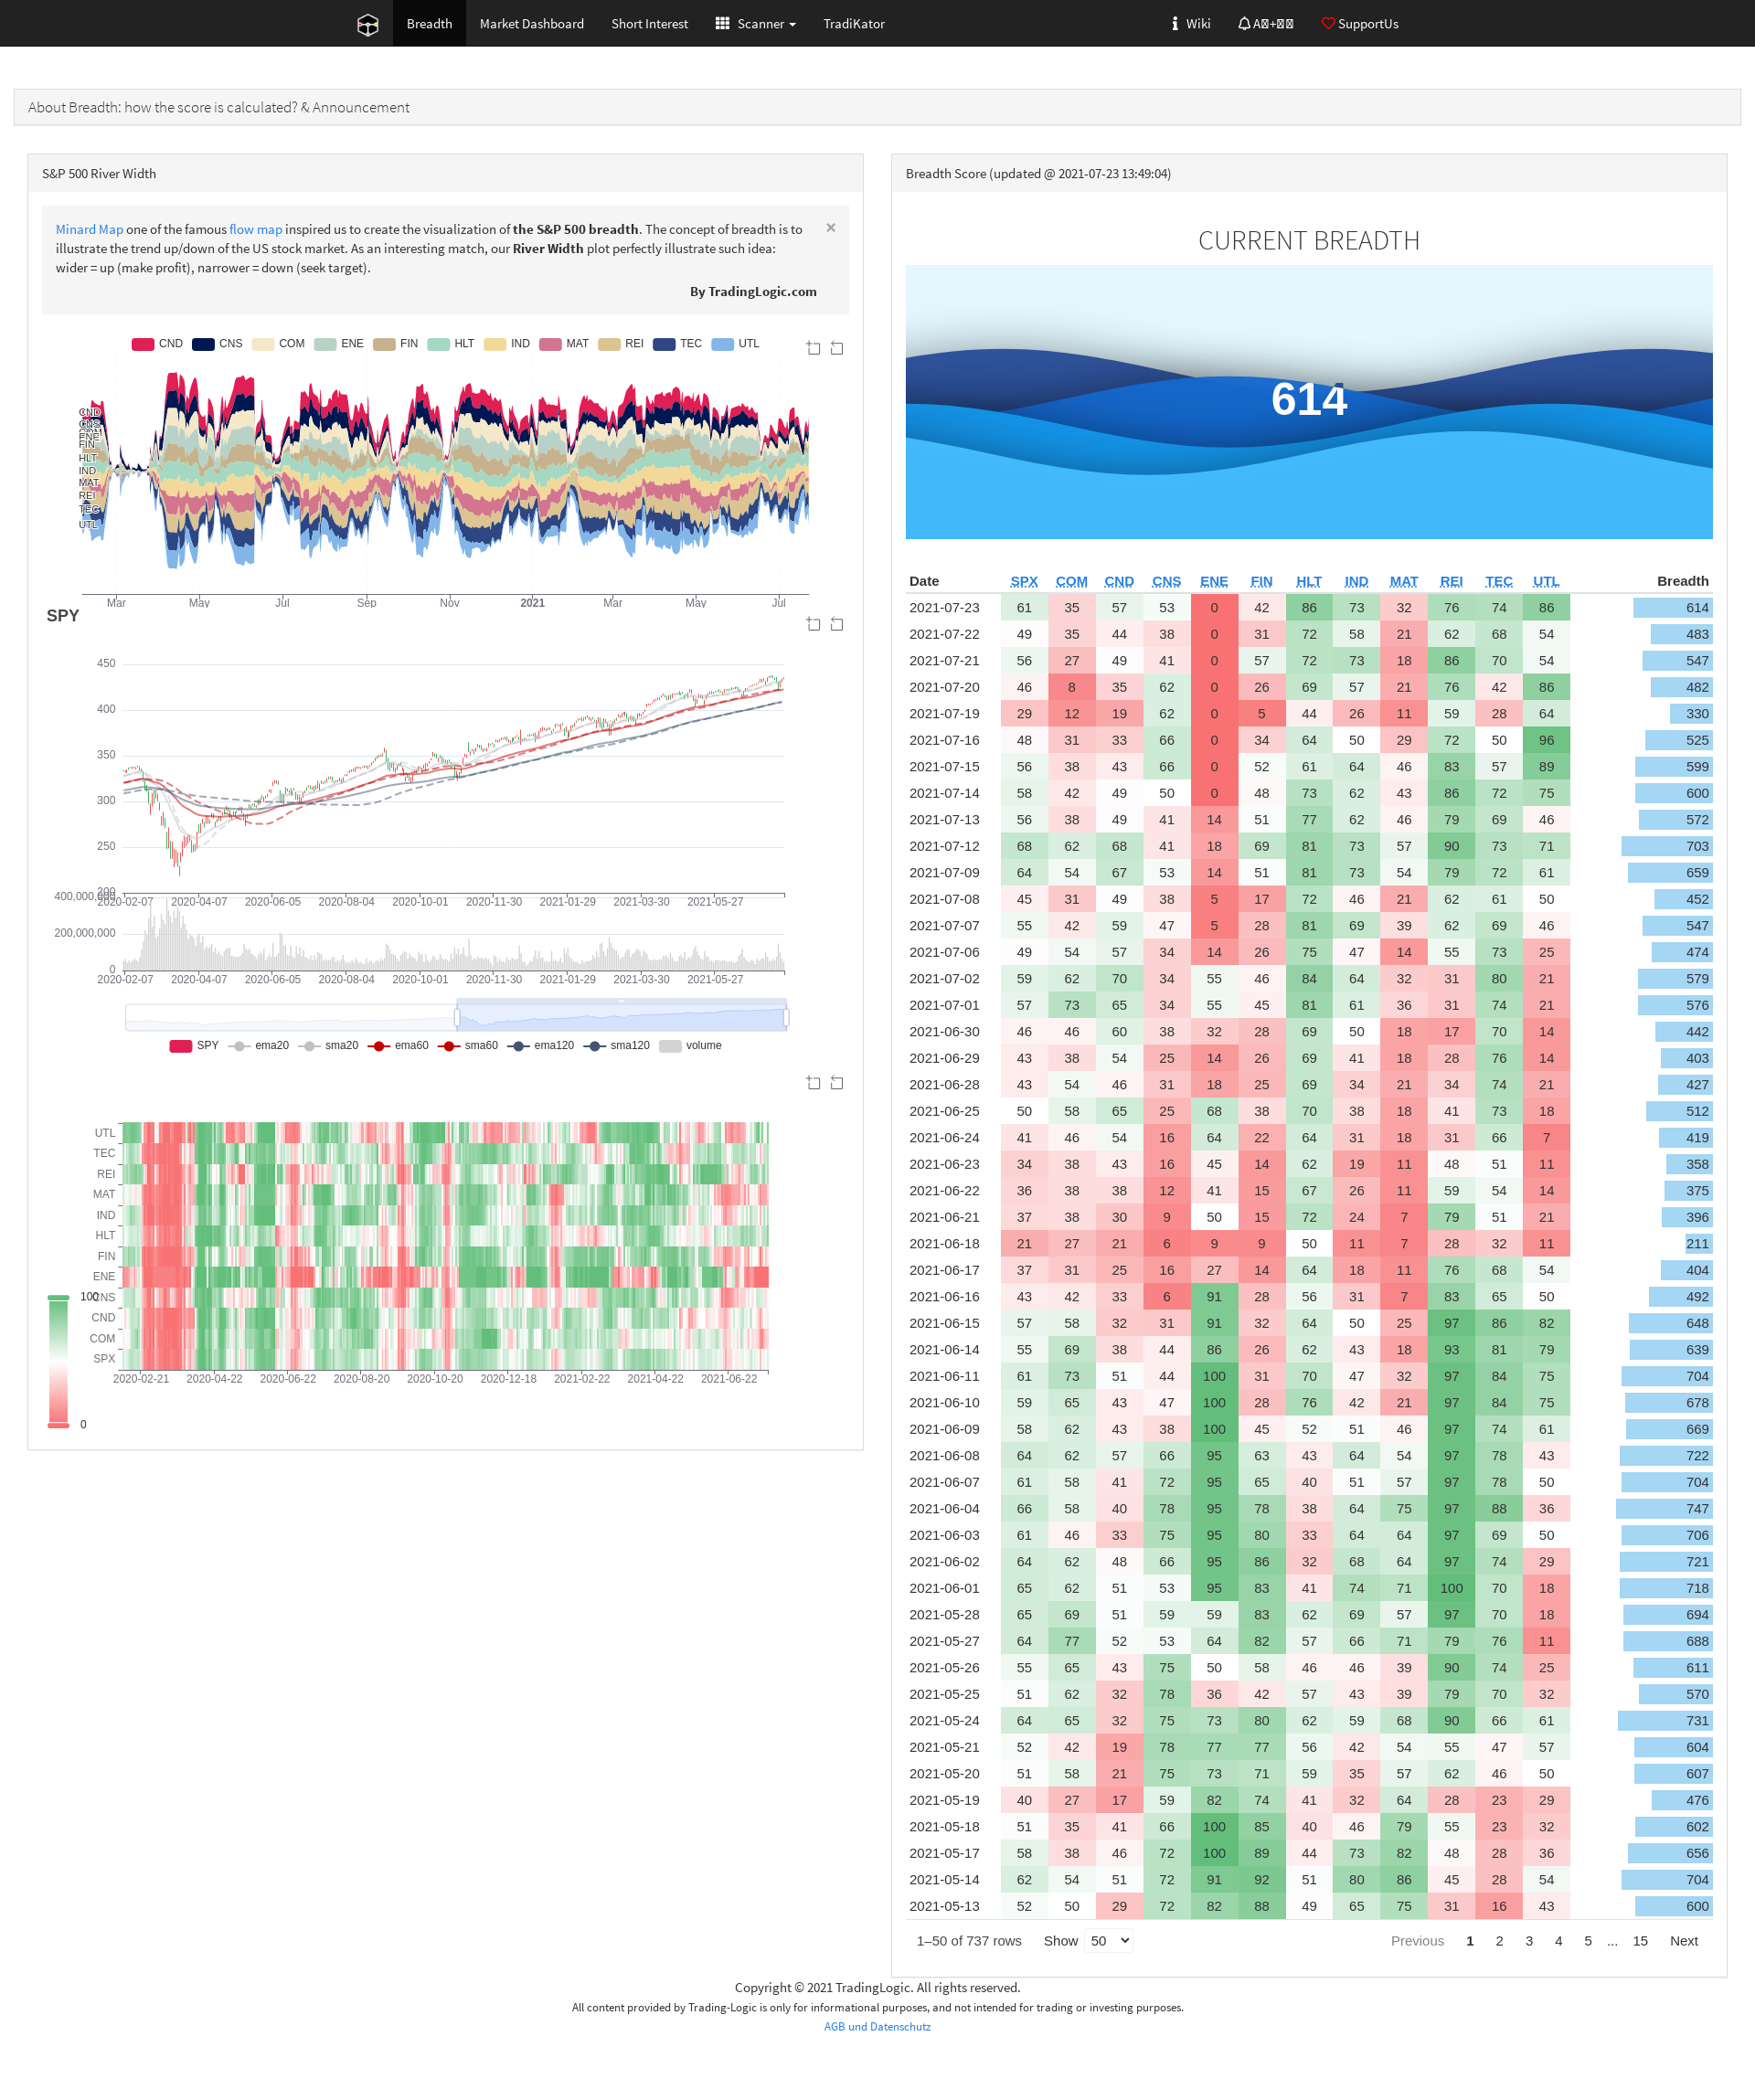 Breadth Market Dashboard Short Interest Scanner TradiKator Wiki SupportUs
About Breadth: how the score is calculated? & Announcement
S&P 500 River Width
Minard Map one of the famous flow map inspired us to create the visualization of the S&P 500 breadth. The concept of breadth is to
illustrate the trend up/down of the US stock market. As an interesting match, our River Width plot perfectly illustrate such idea:
wider = up (make profit), narrower = down (seek target).
×
By TradingLogic.com
CND CNS COM ENE FIN HLT IND MAT REI TEC UTL
CND
CNS
COM
ENE
FIN
HLT
IND
MAT
REI
TEC
UTL
Mar May Jul Sep Nov 2021 Mar May Jul
SPY
450
400
350
300
250
200
2020-02-07 2020-04-07 2020-06-05 2020-08-04 2020-10-01 2020-11-30 2021-01-29 2021-03-30 2021-05-27
400,000,000
200,000,000
0
2020-02-07 2020-04-07 2020-06-05 2020-08-04 2020-10-01 2020-11-30 2021-01-29 2021-03-30 2021-05-27
SPY ema20 sma20 ema60 sma60 ema120 sma120 volume
UTL
TEC
REI
MAT
IND
HLT
FIN
ENE
CNS
CND
COM
SPX
2020-02-21 2020-04-22 2020-06-22 2020-08-20 2020-10-20 2020-12-18 2021-02-22 2021-04-22 2021-06-22
100
0
Breadth Score (updated @ 2021-07-23 13:49:04)
CURRENT BREADTH
614
Date SPX COM CND CNS ENE FIN HLT IND MAT REI TEC UTL Breadth
2021-07-23 61 35 57 53 0 42 86 73 32 76 74 86 614
2021-07-22 49 35 44 38 0 31 72 58 21 62 68 54 483
2021-07-21 56 27 49 41 0 57 72 73 18 86 70 54 547
2021-07-20 46 8 35 62 0 26 69 57 21 76 42 86 482
2021-07-19 29 12 19 62 0 5 44 26 11 59 28 64 330
2021-07-16 48 31 33 66 0 34 64 50 29 72 50 96 525
2021-07-15 56 38 43 66 0 52 61 64 46 83 57 89 599
2021-07-14 58 42 49 50 0 48 73 62 43 86 72 75 600
2021-07-13 56 38 49 41 14 51 77 62 46 79 69 46 572
2021-07-12 68 62 68 41 18 69 81 73 57 90 73 71 703
2021-07-09 64 54 67 53 14 51 81 73 54 79 72 61 659
2021-07-08 45 31 49 38 5 17 72 46 21 62 61 50 452
2021-07-07 55 42 59 47 5 28 81 69 39 62 69 46 547
2021-07-06 49 54 57 34 14 26 75 47 14 55 73 25 474
2021-07-02 59 62 70 34 55 46 84 64 32 31 80 21 579
2021-07-01 57 73 65 34 55 45 81 61 36 31 74 21 576
2021-06-30 46 46 60 38 32 28 69 50 18 17 70 14 442
2021-06-29 43 38 54 25 14 26 69 41 18 28 76 14 403
2021-06-28 43 54 46 31 18 25 69 34 21 34 74 21 427
2021-06-25 50 58 65 25 68 38 70 38 18 41 73 18 512
2021-06-24 41 46 54 16 64 22 64 31 18 31 66 7 419
2021-06-23 34 38 43 16 45 14 62 19 11 48 51 11 358
2021-06-22 36 38 38 12 41 15 67 26 11 59 54 14 375
2021-06-21 37 38 30 9 50 15 72 24 7 79 51 21 396
2021-06-18 21 27 21 6 9 9 50 11 7 28 32 11 211
2021-06-17 37 31 25 16 27 14 64 18 11 76 68 54 404
2021-06-16 43 42 33 6 91 28 56 31 7 83 65 50 492
2021-06-15 57 58 32 31 91 32 64 50 25 97 86 82 648
2021-06-14 55 69 38 44 86 26 62 43 18 93 81 79 639
2021-06-11 61 73 51 44 100 31 70 47 32 97 84 75 704
2021-06-10 59 65 43 47 100 28 76 42 21 97 84 75 678
2021-06-09 58 62 43 38 100 45 52 51 46 97 74 61 669
2021-06-08 64 62 57 66 95 63 43 64 54 97 78 43 722
2021-06-07 61 58 41 72 95 65 40 51 57 97 78 50 704
2021-06-04 66 58 40 78 95 78 38 64 75 97 88 36 747
2021-06-03 61 46 33 75 95 80 33 64 64 97 69 50 706
2021-06-02 64 62 48 66 95 86 32 68 64 97 74 29 721
2021-06-01 65 62 51 53 95 83 41 74 71 100 70 18 718
2021-05-28 65 69 51 59 59 83 62 69 57 97 70 18 694
2021-05-27 64 77 52 53 64 82 57 66 71 79 76 11 688
2021-05-26 55 65 43 75 50 58 46 46 39 90 74 25 611
2021-05-25 51 62 32 78 36 42 57 43 39 79 70 32 570
2021-05-24 64 65 32 75 73 80 62 59 68 90 66 61 731
2021-05-21 52 42 19 78 77 77 56 42 54 55 47 57 604
2021-05-20 51 58 21 75 73 71 59 35 57 62 46 50 607
2021-05-19 40 27 17 59 82 74 41 32 64 28 23 29 476
2021-05-18 51 35 41 66 100 85 40 46 79 55 23 32 602
2021-05-17 58 38 46 72 100 89 44 73 82 48 28 36 656
2021-05-14 62 54 51 72 91 92 51 80 86 45 28 54 704
2021-05-13 52 50 29 72 82 88 49 65 75 31 16 43 600
1–50 of 737 rows Show 50 Previous 1 2 3 4 5 ... 15 Next
Copyright © 2021 TradingLogic. All rights reserved.
All content provided by Trading-Logic is only for informational purposes, and not intended for trading or investing purposes.
AGB und Datenschutz